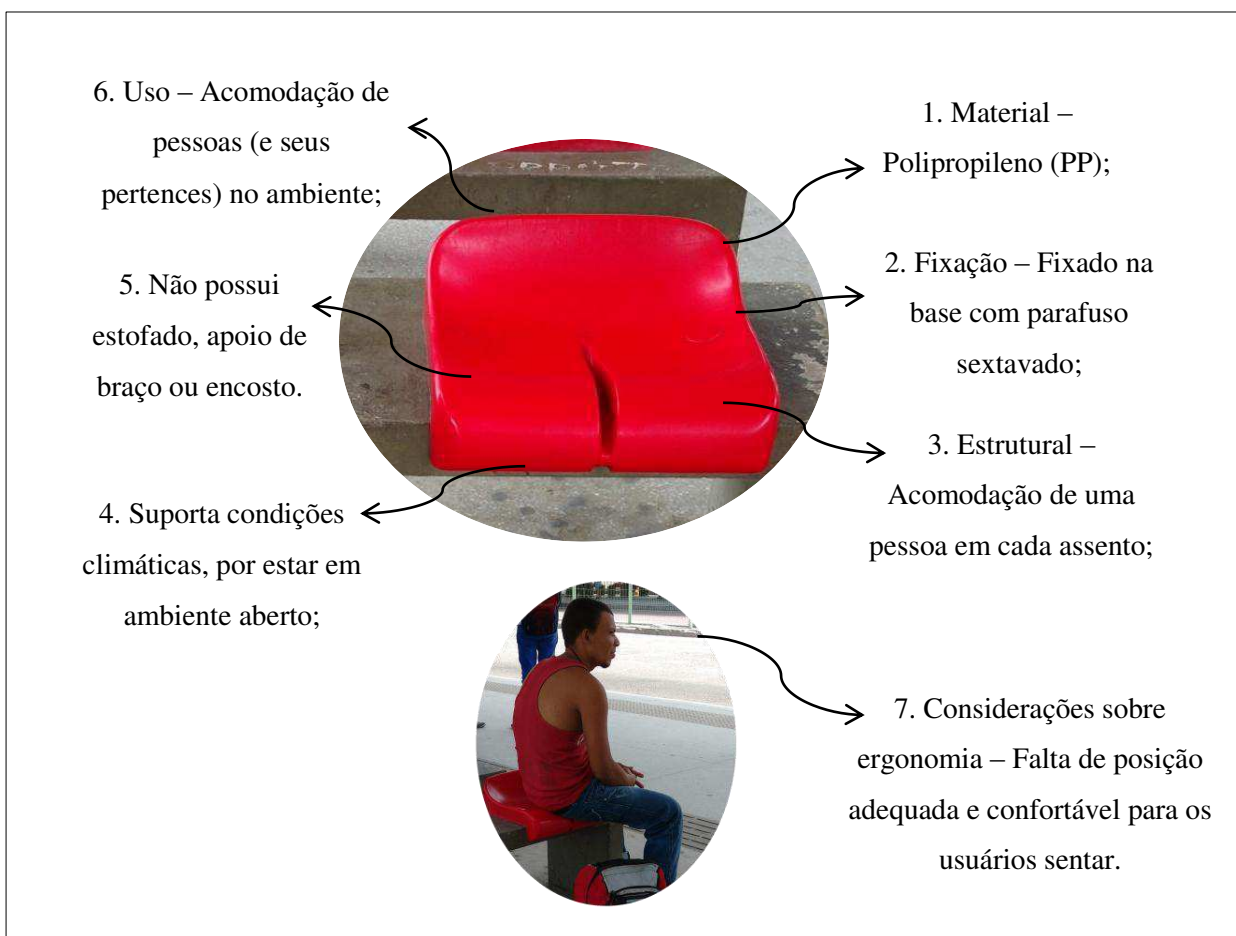 6. Uso – Acomodação de
pessoas (e seus
pertences) no ambiente;
1. Material –
Polipropileno (PP);
2. Fixação – Fixado na
base com parafuso
sextavado;
5. Não possui
estofado, apoio de
braço ou encosto.
3. Estrutural –
Acomodação de uma
pessoa em cada assento;
4. Suporta condições
climáticas, por estar em
ambiente aberto;
7. Considerações sobre
ergonomia – Falta de posição
adequada e confortável para os
usuários sentar.